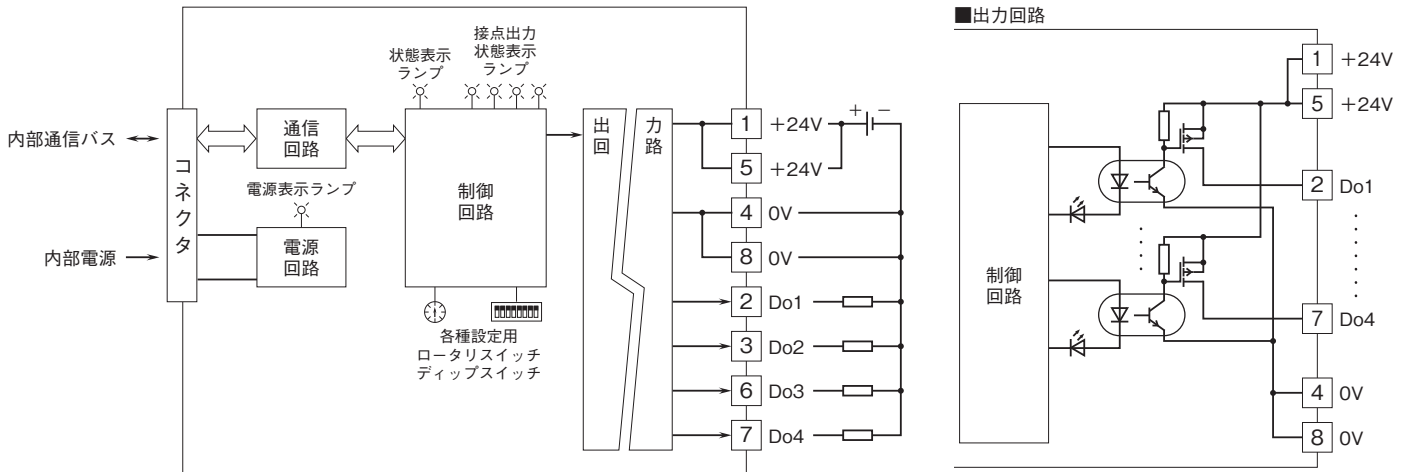 内部通信バス
内部電源
コネクタ
通信
回路
電源表示ランプ
電源
回路
状態表示
ランプ
接点出力
状態表示
ランプ
制御
回路
各種設定用
ロータリスイッチ
ディップスイッチ
出力
回路
1 +24V
+ −
5 +24V
4 0V
8 0V
2 Do1
3 Do2
6 Do3
7 Do4
■出力回路
制御
回路
1 +24V
5 +24V
2 Do1
7 Do4
4 0V
8 0V